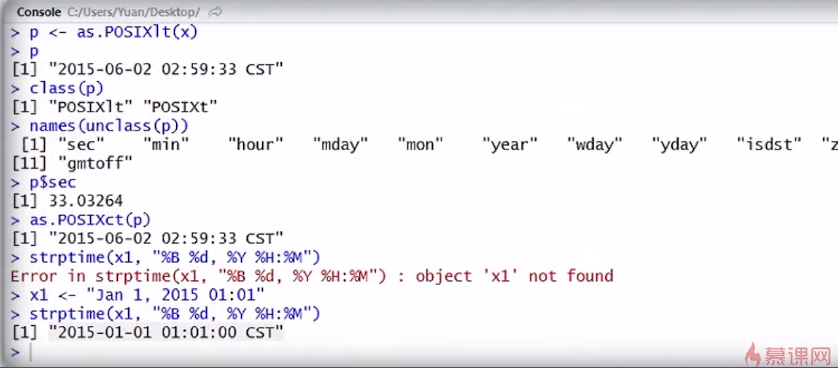 Console C:/Users/Yuan/Desktop/
> p <- as.POSIXlt(x)
> p
[1] "2015-06-02 02:59:33 CST"
> class(p)
[1] "POSIXlt" "POSIXt"
> names(unclass(p))
[1] "sec" "min" "hour" "mday" "mon" "year" "wday" "yday" "isdst" "z
[11] "gmtoff"
> p$sec
[1] 33.03264
> as.POSIXct(p)
[1] "2015-06-02 02:59:33 CST"
> strptime(x1, "%B %d, %Y %H:%M")
Error in strptime(x1, "%B %d, %Y %H:%M") : object 'x1' not found
> x1 <- "Jan 1, 2015 01:01"
> strptime(x1, "%B %d, %Y %H:%M")
[1] "2015-01-01 01:01:00 CST"
>
慕课网